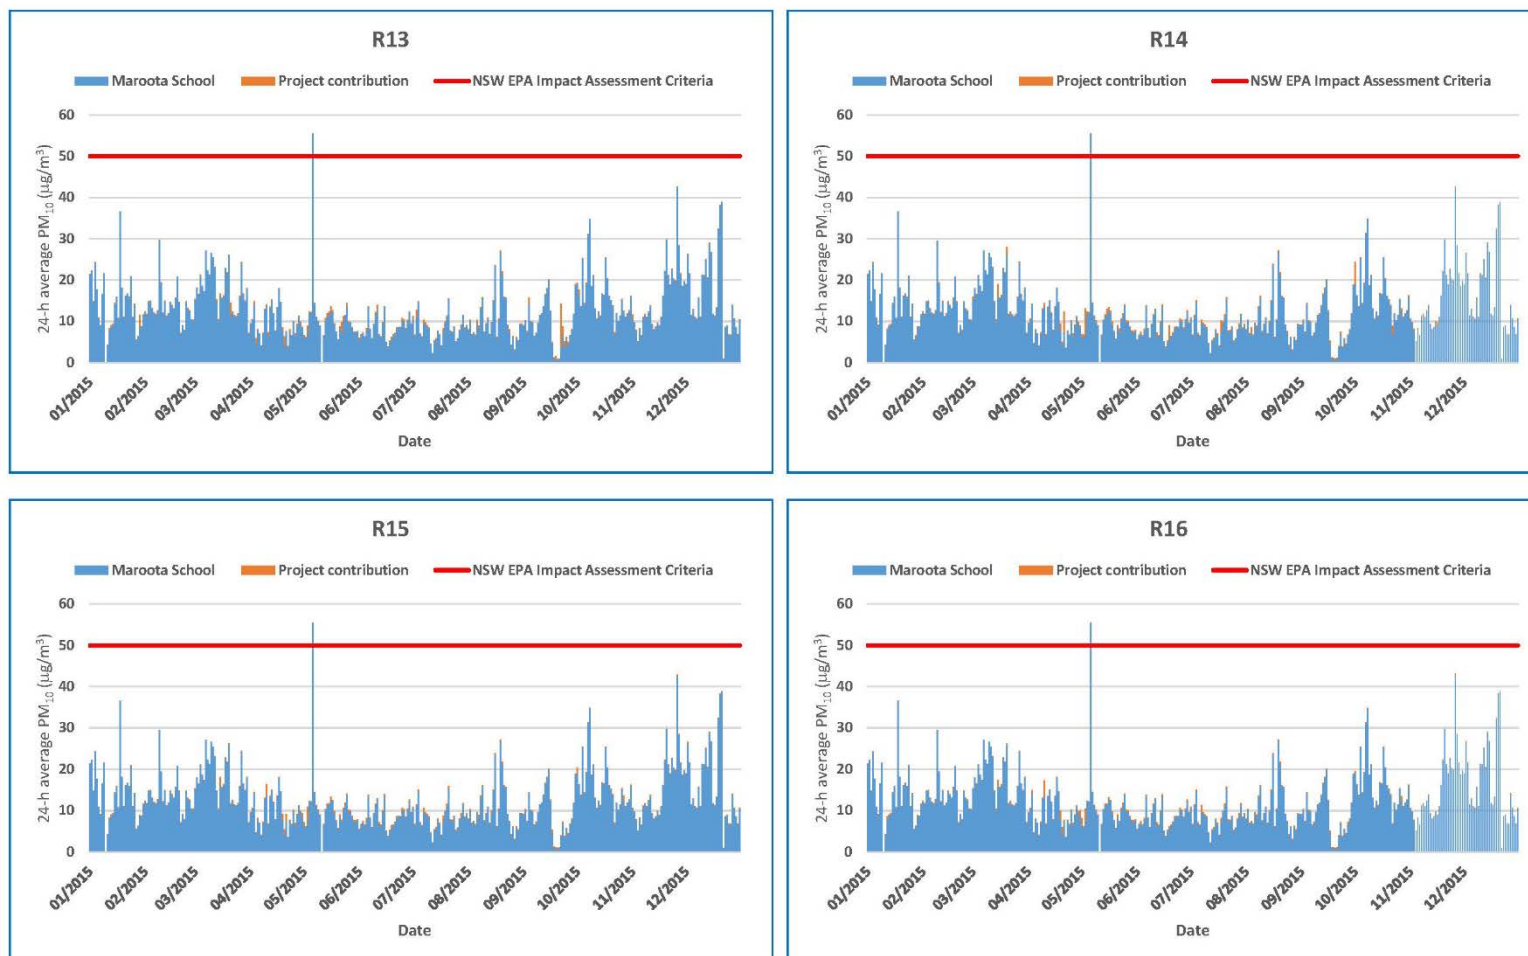 R13
Maroota School Project contribution NSW EPA Impact Assessment Criteria
24-h average PM₁₀ (µg/m³)
60
50
40
30
20
10
0
01/2015 02/2015 03/2015 04/2015 05/2015 06/2015 07/2015 08/2015 09/2015 10/2015 11/2015 12/2015
Date
R14
Maroota School Project contribution NSW EPA Impact Assessment Criteria
24-h average PM₁₀ (µg/m³)
60
50
40
30
20
10
0
01/2015 02/2015 03/2015 04/2015 05/2015 06/2015 07/2015 08/2015 09/2015 10/2015 11/2015 12/2015
Date
R15
Maroota School Project contribution NSW EPA Impact Assessment Criteria
24-h average PM₁₀ (µg/m³)
60
50
40
30
20
10
0
01/2015 02/2015 03/2015 04/2015 05/2015 06/2015 07/2015 08/2015 09/2015 10/2015 11/2015 12/2015
Date
R16
Maroota School Project contribution NSW EPA Impact Assessment Criteria
24-h average PM₁₀ (µg/m³)
60
50
40
30
20
10
0
01/2015 02/2015 03/2015 04/2015 05/2015 06/2015 07/2015 08/2015 09/2015 10/2015 11/2015 12/2015
Date